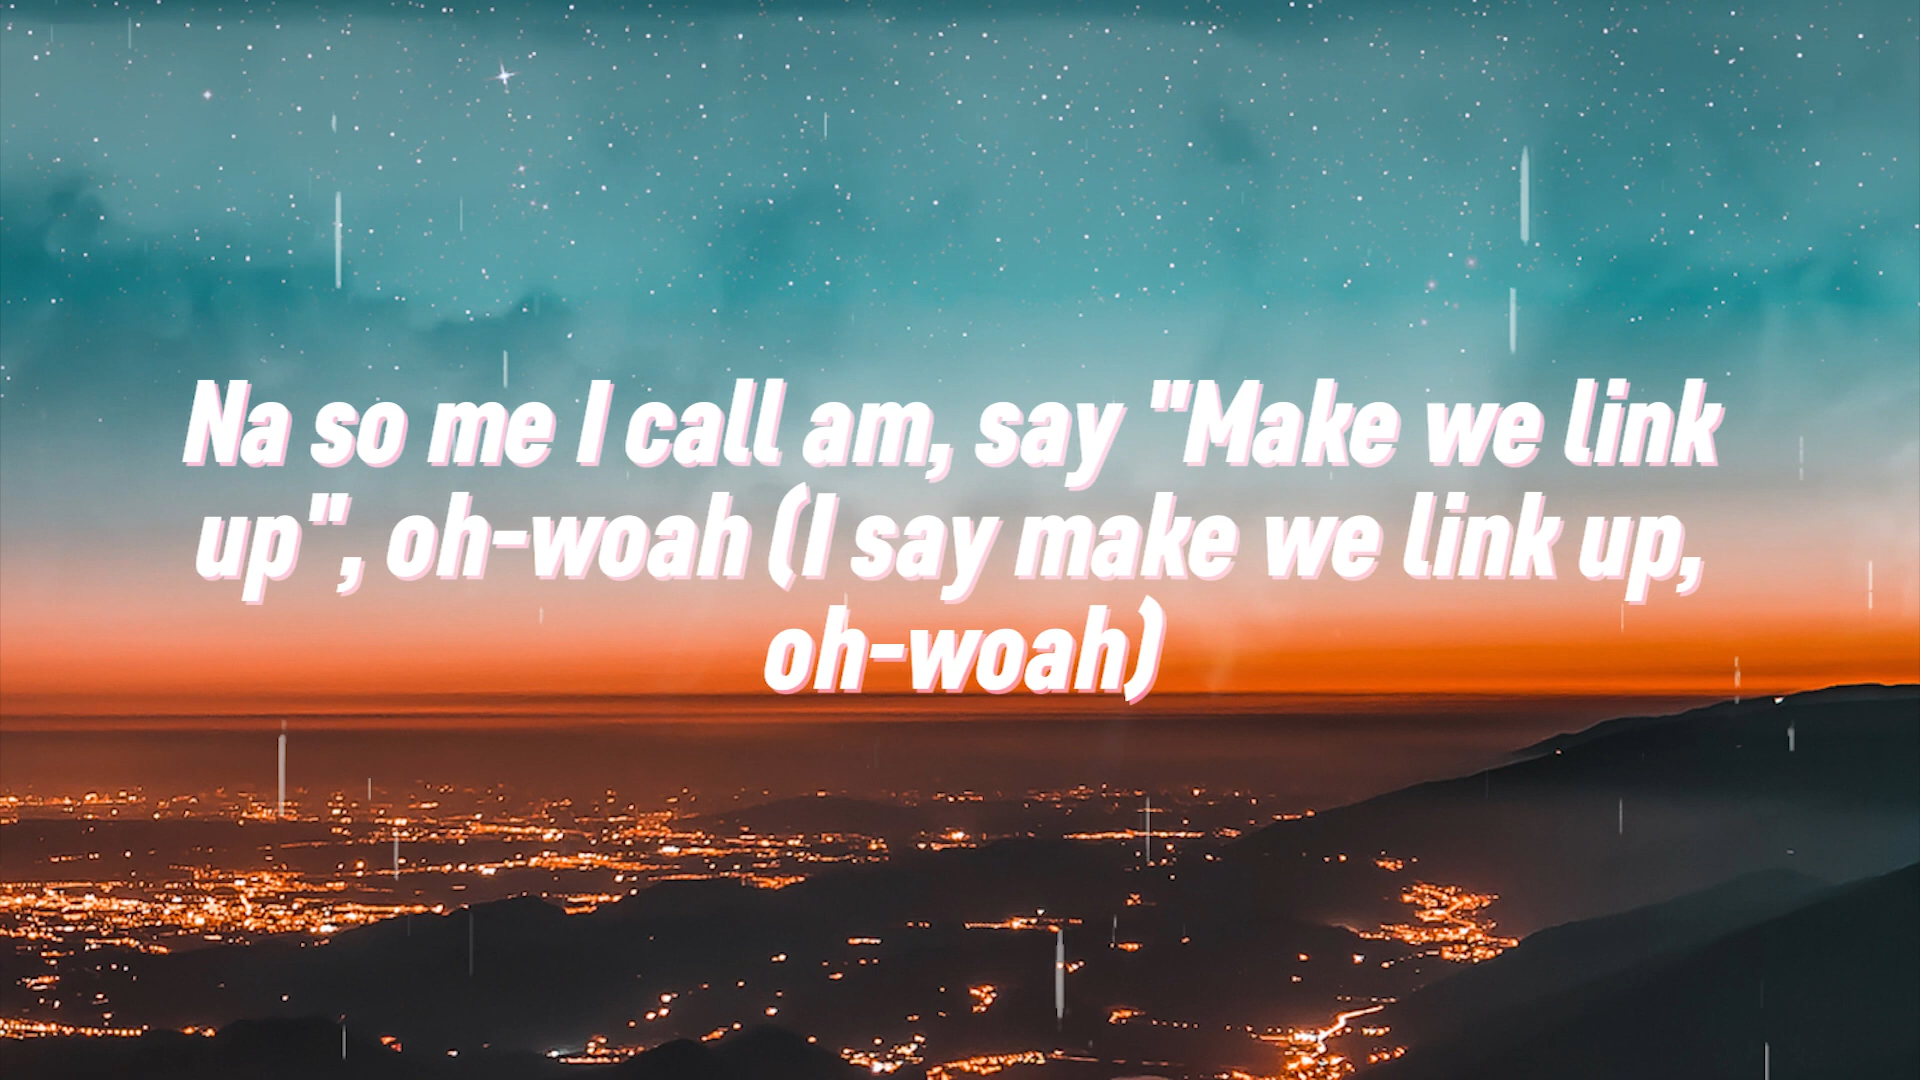 Na so me I call am, say "Make we link
up", oh-woah (I say make we link up,
oh-woah)